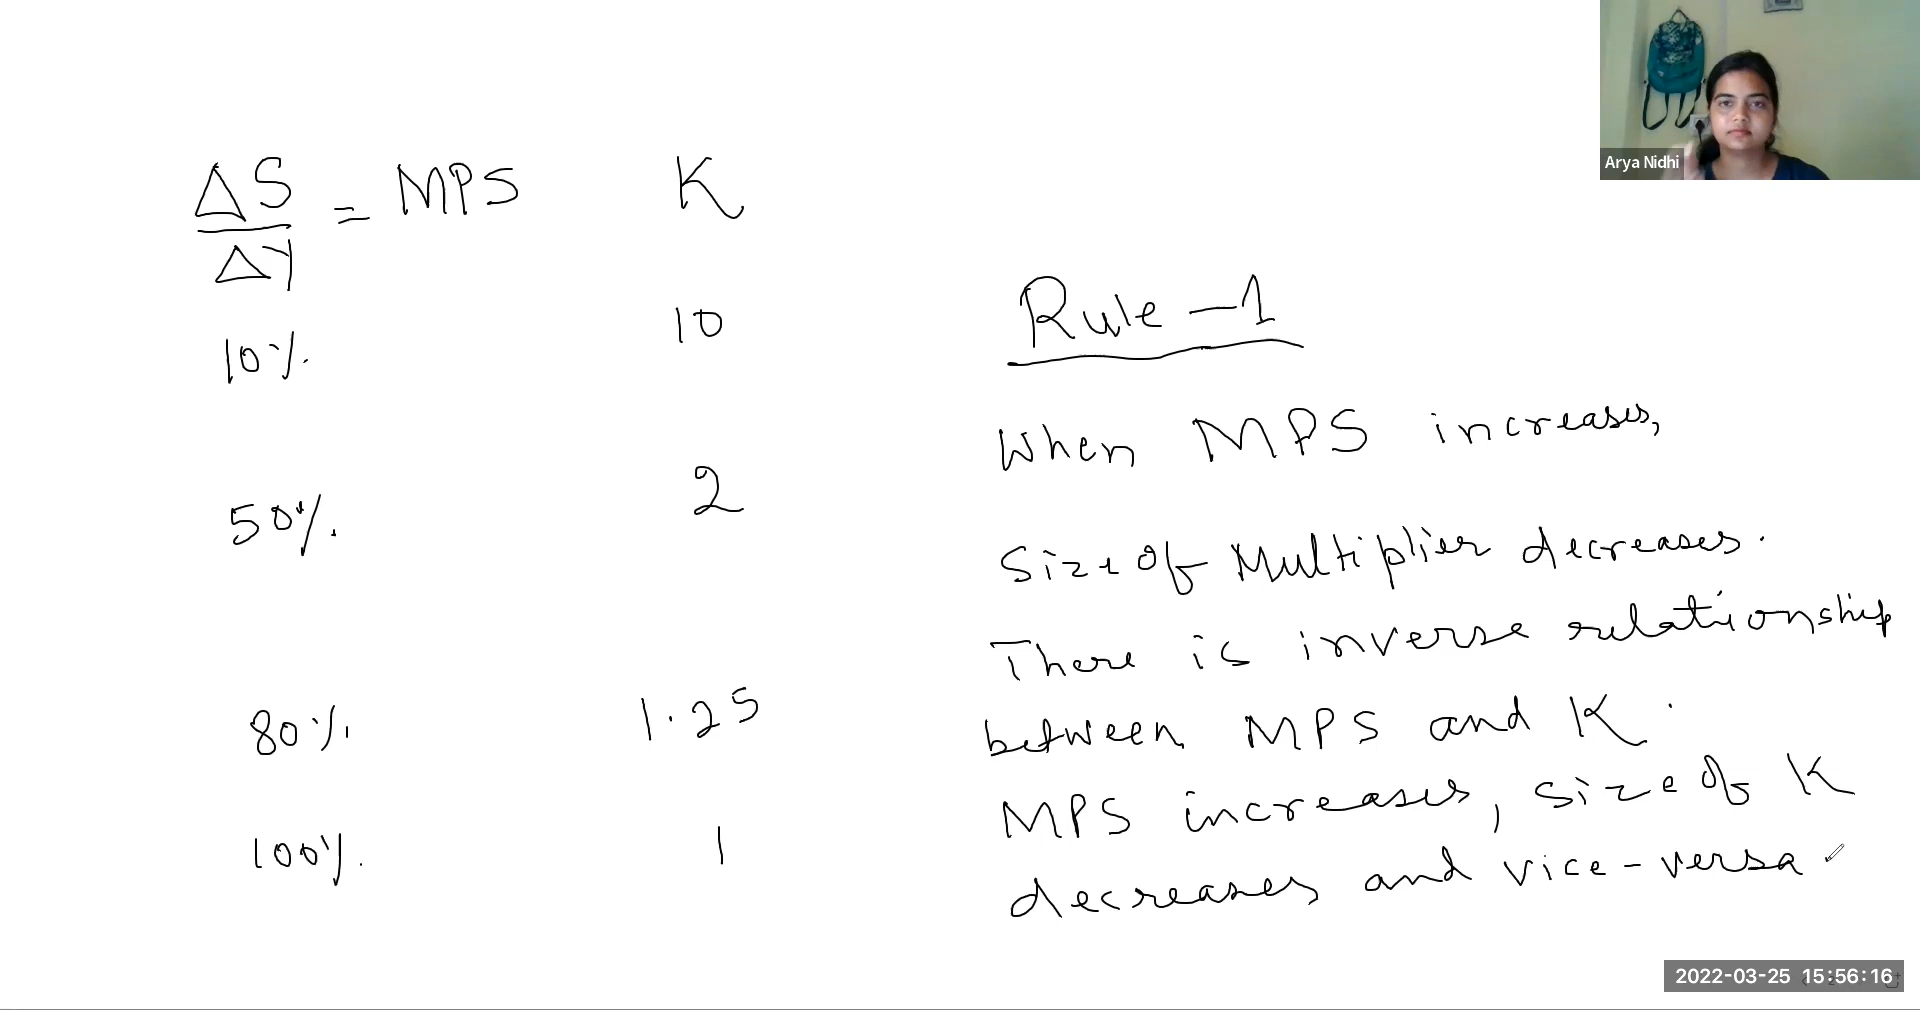 Arya Nidhi
ΔS/ΔY = MPS K
10% 10
50% 2
80% 1.25
100% 1
Rule-1
When MPS increases,
Size of Multiplier decreases.
There is inverse relationship
between MPS and K.
MPS increases, size of K
decreases and vice-versa
2022-03-25 15:56:16